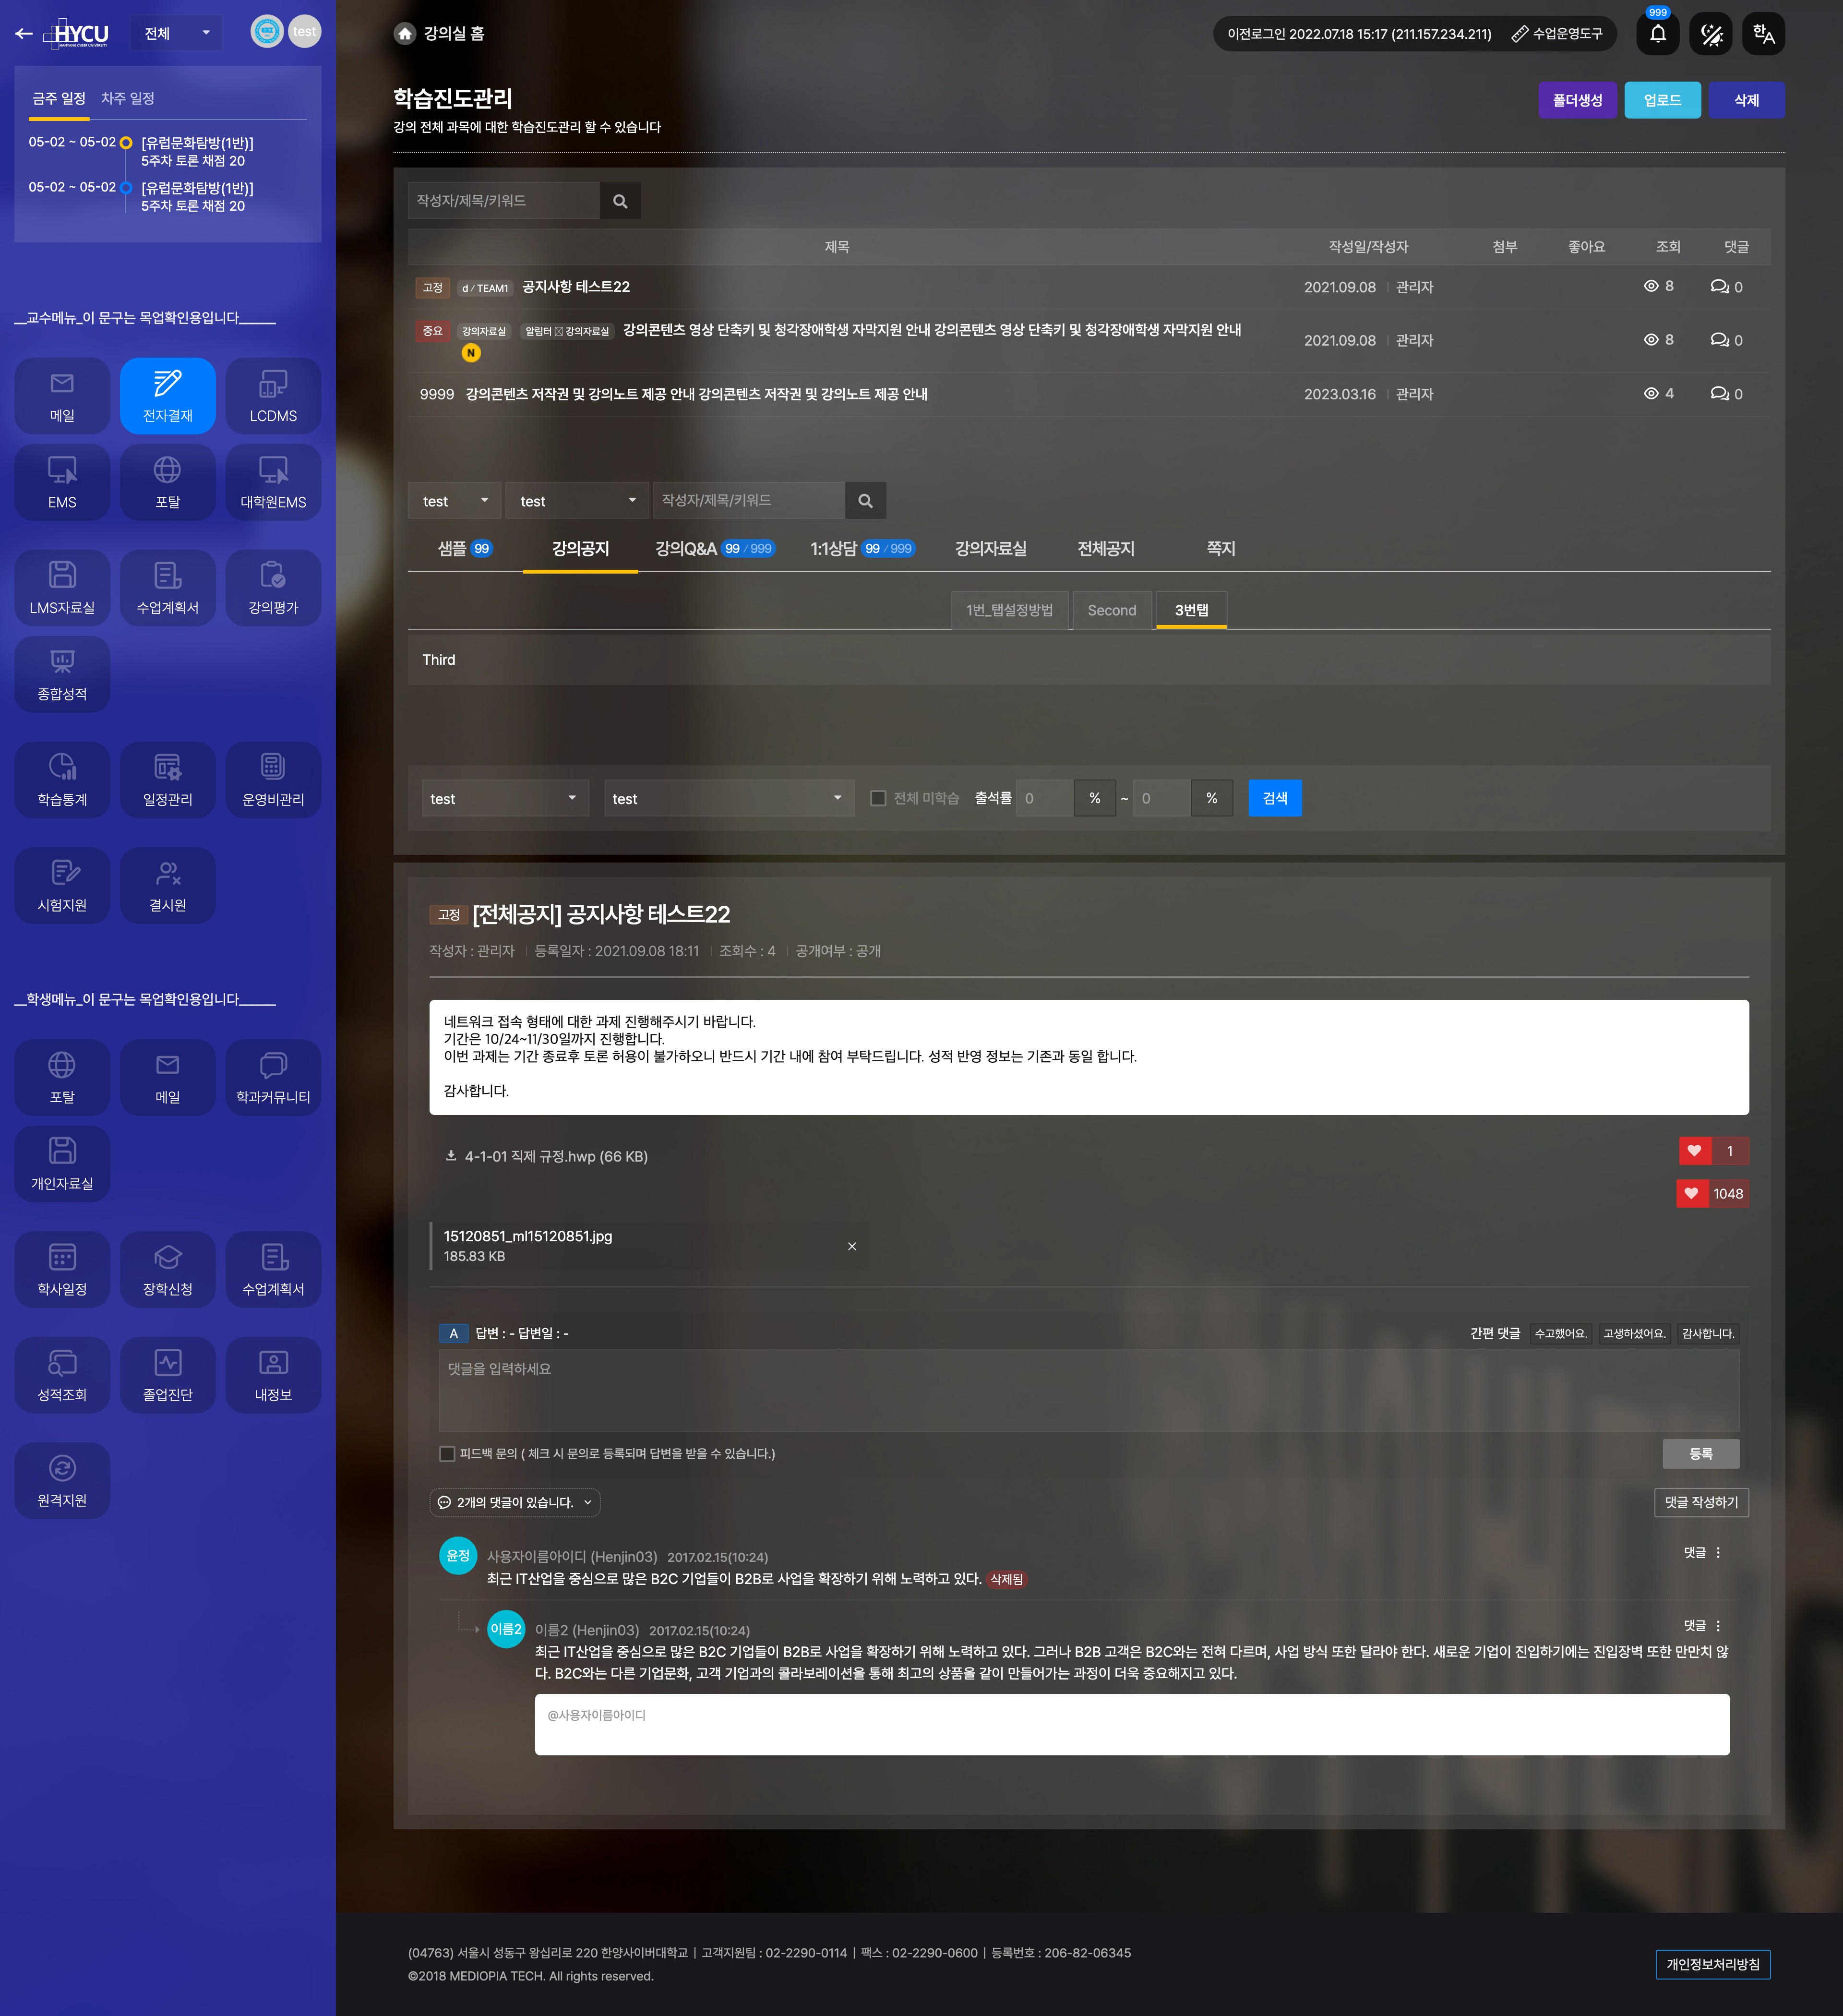 HYCU
전체
test
금주 일정 차주 일정
05-02 ~ 05-02 [유럽문화탐방(1반)]
5주차 토론 채점 20
05-02 ~ 05-02 [유럽문화탐방(1반)]
5주차 토론 채점 20
__교수메뉴_이 문구는 목업확인용입니다______
메일 전자결재 LCDMS
EMS 포탈 대학원EMS
LMS자료실 수업계획서 강의평가
종합성적
학습통계 일정관리 운영비관리
시험지원 결시원
__학생메뉴_이 문구는 목업확인용입니다______
포탈 메일 학과커뮤니티
개인자료실
학사일정 장학신청 수업계획서
성적조회 졸업진단 내정보
원격지원
강의실 홈
이전로그인 2022.07.18 15:17 (211.157.234.211) 수업운영도구
999
한A
학습진도관리
강의 전체 과목에 대한 학습진도관리 할 수 있습니다
폴더생성 업로드 삭제
작성자/제목/키워드
제목 작성일/작성자 첨부 좋아요 조회 댓글
고정 d / TEAM1 공지사항 테스트22 2021.09.08 관리자 8 0
중요 강의자료실 알림터 강의자료실 강의콘텐츠 영상 단축키 및 청각장애학생 자막지원 안내 강의콘텐츠 영상 단축키 및 청각장애학생 자막지원 안내
N
2021.09.08 관리자 8 0
9999 강의콘텐츠 저작권 및 강의노트 제공 안내 강의콘텐츠 저작권 및 강의노트 제공 안내 2023.03.16 관리자 4 0
test test 작성자/제목/키워드
샘플 99 강의공지 강의Q&A 99 / 999 1:1상담 99 / 999 강의자료실 전체공지 쪽지
1번_탭설정방법 Second 3번탭
Third
test test 전체 미학습 출석률 0 % ~ 0 % 검색
고정 [전체공지] 공지사항 테스트22
작성자 : 관리자 등록일자 : 2021.09.08 18:11 조회수 : 4 공개여부 : 공개
네트워크 접속 형태에 대한 과제 진행해주시기 바랍니다.
기간은 10/24~11/30일까지 진행합니다.
이번 과제는 기간 종료후 토론 허용이 불가하오니 반드시 기간 내에 참여 부탁드립니다. 성적 반영 정보는 기존과 동일 합니다.
감사합니다.
4-1-01 직제 규정.hwp (66 KB)
1
1048
15120851_ml15120851.jpg
185.83 KB
A 답변 : - 답변일 : -
간편 댓글 수고했어요. 고생하셨어요. 감사합니다.
댓글을 입력하세요
피드백 문의 ( 체크 시 문의로 등록되며 답변을 받을 수 있습니다.)
등록
2개의 댓글이 있습니다.
댓글 작성하기
윤정 사용자이름아이디 (Henjin03) 2017.02.15(10:24) 댓글
최근 IT산업을 중심으로 많은 B2C 기업들이 B2B로 사업을 확장하기 위해 노력하고 있다. 삭제됨
이름2 이름2 (Henjin03) 2017.02.15(10:24) 댓글
최근 IT산업을 중심으로 많은 B2C 기업들이 B2B로 사업을 확장하기 위해 노력하고 있다. 그러나 B2B 고객은 B2C와는 전혀 다르며, 사업 방식 또한 달라야 한다. 새로운 기업이 진입하기에는 진입장벽 또한 만만치 않
다. B2C와는 다른 기업문화, 고객 기업과의 콜라보레이션을 통해 최고의 상품을 같이 만들어가는 과정이 더욱 중요해지고 있다.
@사용자이름아이디
(04763) 서울시 성동구 왕십리로 220 한양사이버대학교 | 고객지원팀 : 02-2290-0114 | 팩스 : 02-2290-0600 | 등록번호 : 206-82-06345
©2018 MEDIOPIA TECH. All rights reserved.
개인정보처리방침